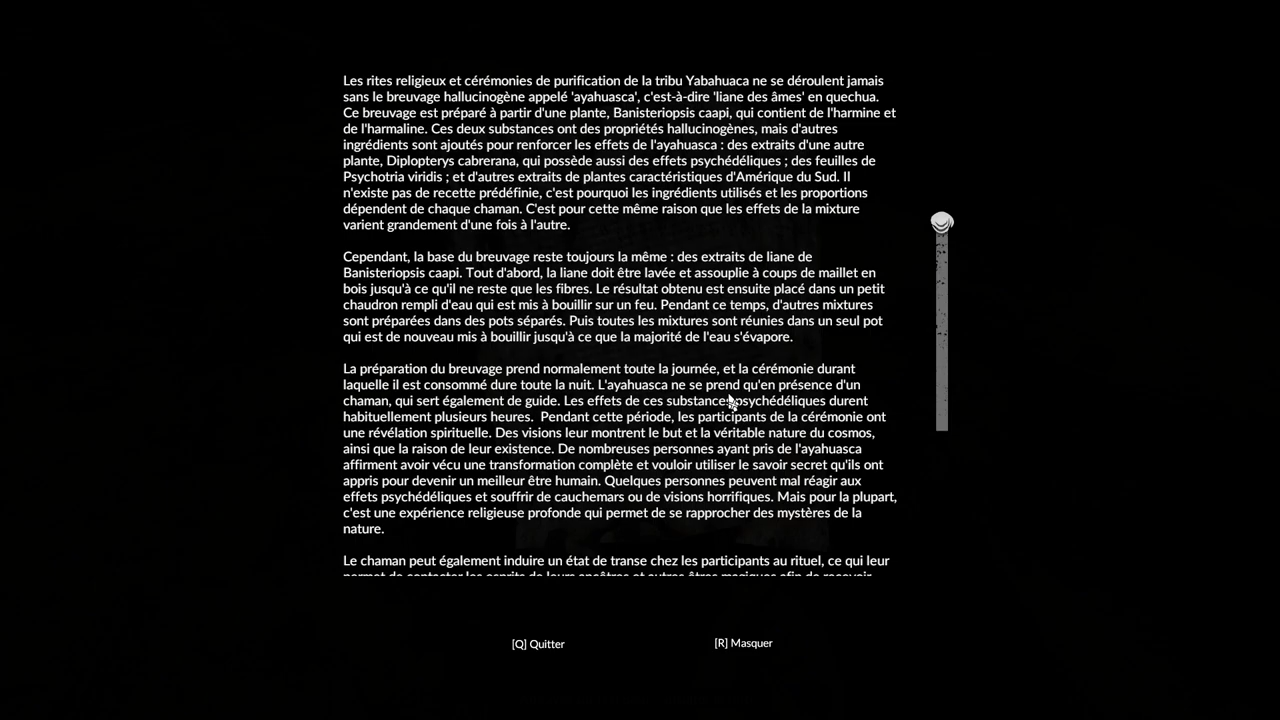 Les rites religieux et cérémonies de purification de la tribu Yabahuaca ne se déroulent jamais
sans le breuvage hallucinogène appelé 'ayahuasca', c'est-à-dire 'liane des âmes' en quechua.
Ce breuvage est préparé à partir d'une plante, Banisteriopsis caapi, qui contient de l'harmine et
de l'harmaline. Ces deux substances ont des propriétés hallucinogènes, mais d'autres
ingrédients sont ajoutés pour renforcer les effets de l'ayahuasca : des extraits d'une autre
plante, Diplopterys cabrerana, qui possède aussi des effets psychédéliques ; des feuilles de
Psychotria viridis ; et d'autres extraits de plantes caractéristiques d'Amérique du Sud. Il
n'existe pas de recette prédéfinie, c'est pourquoi les ingrédients utilisés et les proportions
dépendent de chaque chaman. C'est pour cette même raison que les effets de la mixture
varient grandement d'une fois à l'autre.
Cependant, la base du breuvage reste toujours la même : des extraits de liane de
Banisteriopsis caapi. Tout d'abord, la liane doit être lavée et assouplie à coups de maillet en
bois jusqu'à ce qu'il ne reste que les fibres. Le résultat obtenu est ensuite placé dans un petit
chaudron rempli d'eau qui est mis à bouillir sur un feu. Pendant ce temps, d'autres mixtures
sont préparées dans des pots séparés. Puis toutes les mixtures sont réunies dans un seul pot
qui est de nouveau mis à bouillir jusqu'à ce que la majorité de l'eau s'évapore.
La préparation du breuvage prend normalement toute la journée, et la cérémonie durant
laquelle il est consommé dure toute la nuit. L'ayahuasca ne se prend qu'en présence d'un
chaman, qui sert également de guide. Les effets de ces substances psychédéliques durent
habituellement plusieurs heures.  Pendant cette période, les participants de la cérémonie ont
une révélation spirituelle. Des visions leur montrent le but et la véritable nature du cosmos,
ainsi que la raison de leur existence. De nombreuses personnes ayant pris de l'ayahuasca
affirment avoir vécu une transformation complète et vouloir utiliser le savoir secret qu'ils ont
appris pour devenir un meilleur être humain. Quelques personnes peuvent mal réagir aux
effets psychédéliques et souffrir de cauchemars ou de visions horrifiques. Mais pour la plupart,
c'est une expérience religieuse profonde qui permet de se rapprocher des mystères de la
nature.
Le chaman peut également induire un état de transe chez les participants au rituel, ce qui leur
permet de contacter les esprits de leurs ancêtres et autres êtres magiques afin de recevoir
[Q] Quitter
[R] Masquer